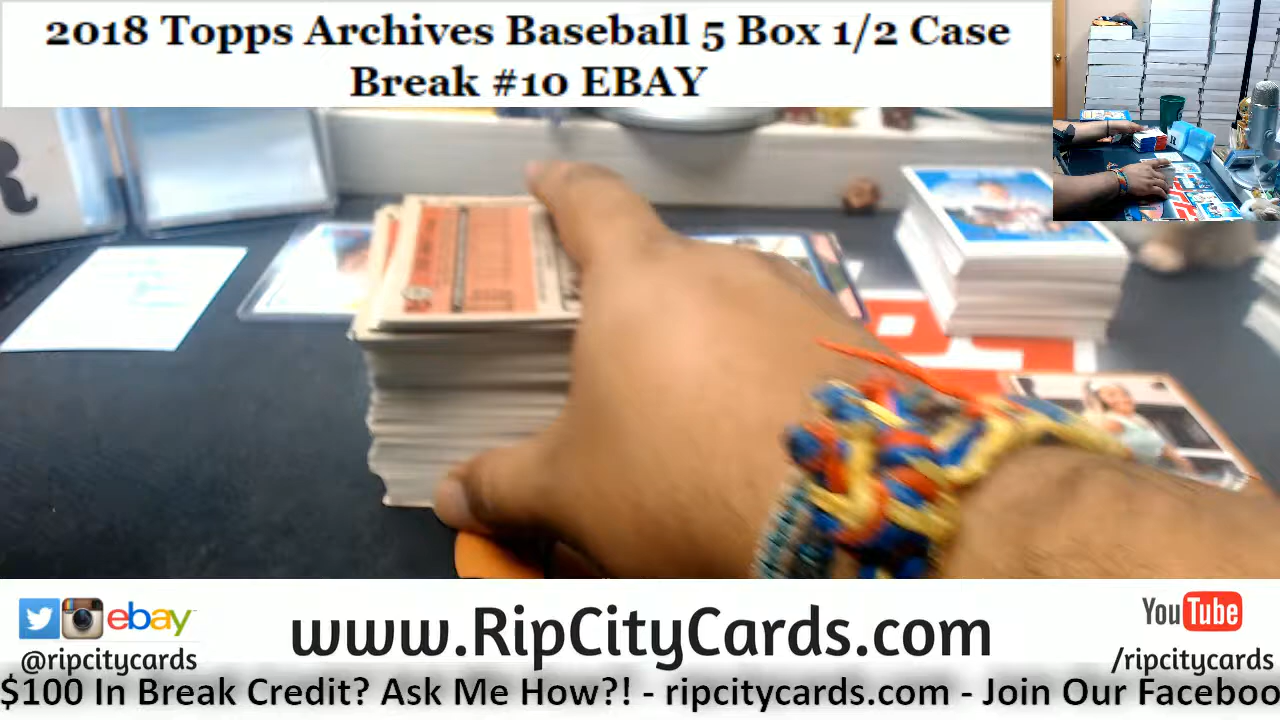 2018 Topps Archives Baseball 5 Box 1/2 Case
Break #10 EBAY
ebay
www.RipCityCards.com
YouTube
@ripcitycards
/ripcitycards
$100 In Break Credit? Ask Me How?! - ripcitycards.com - Join Our Faceboo